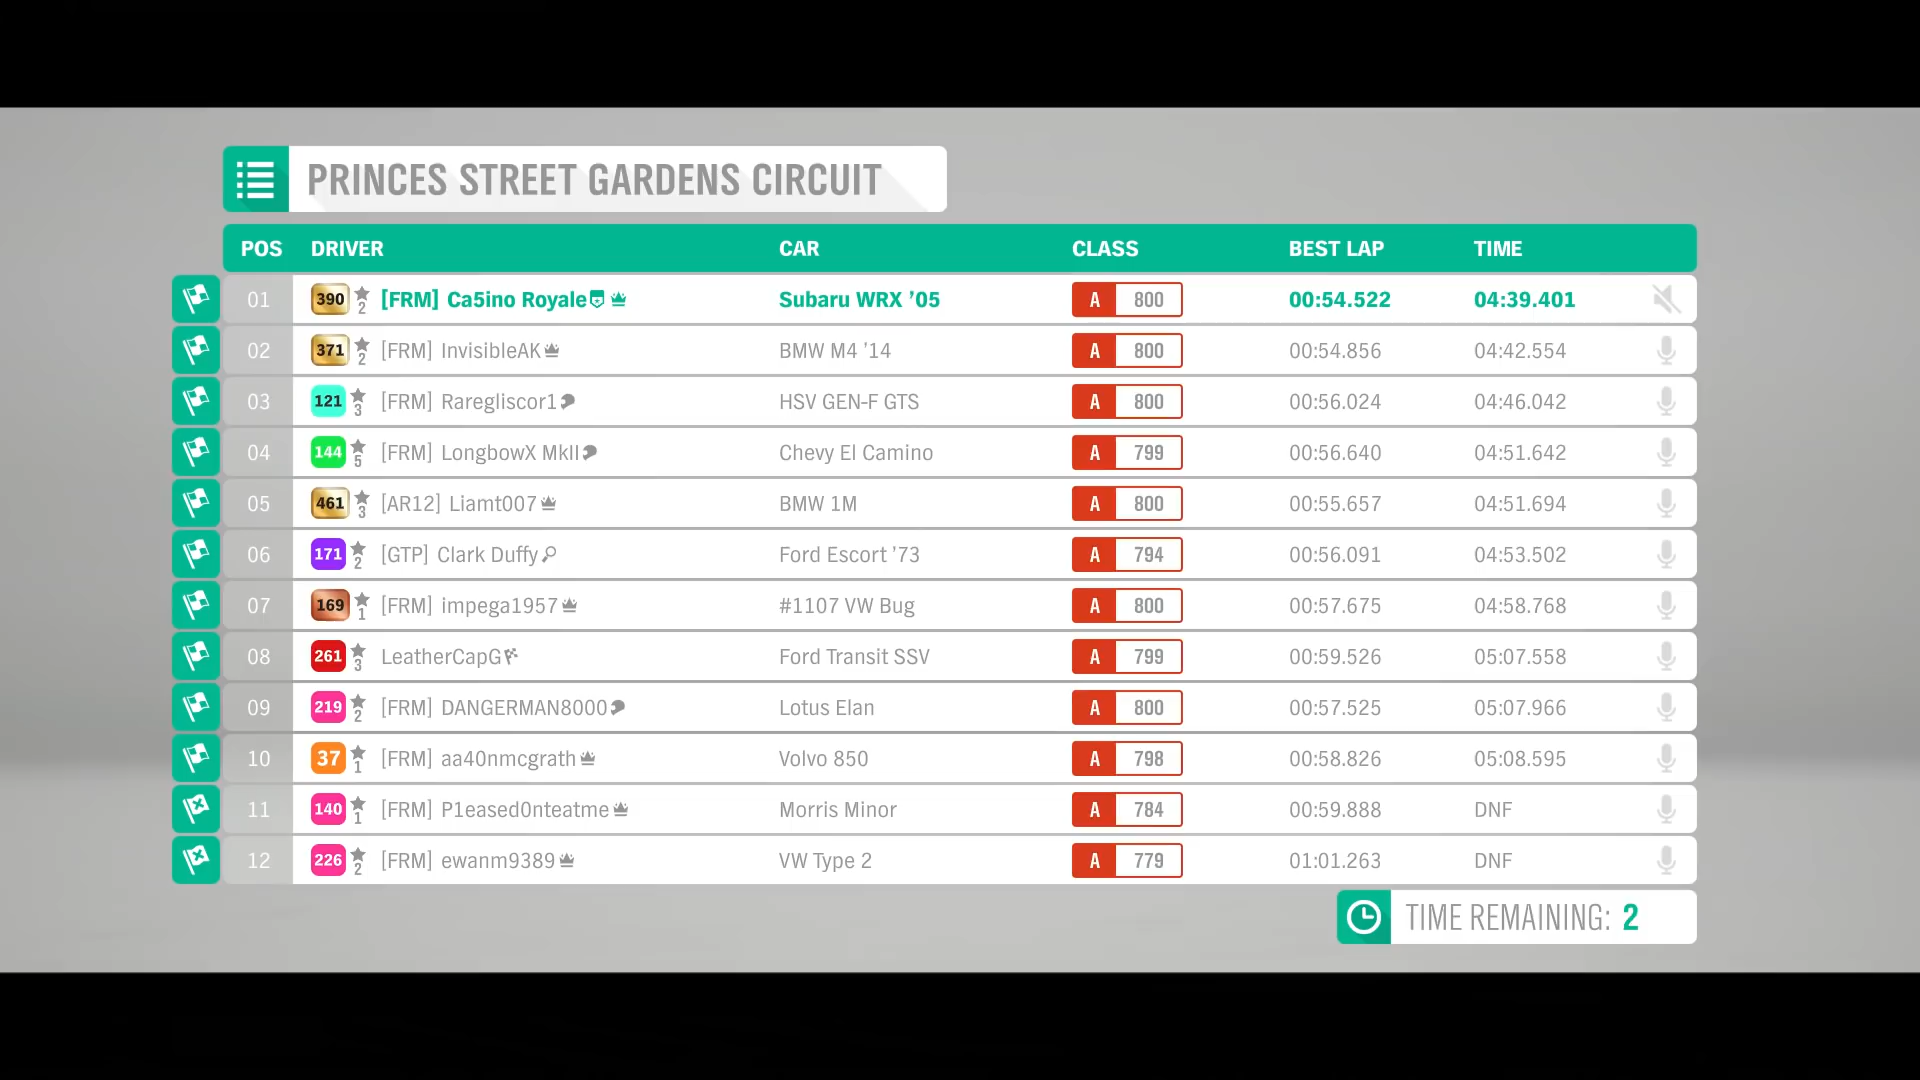 PRINCES STREET GARDENS CIRCUIT
POS DRIVER CAR CLASS BEST LAP TIME
01 390 2 [FRM] Ca5ino Royale Subaru WRX ’05 A 800 00:54.522 04:39.401
02 371 2 [FRM] InvisibleAK BMW M4 ’14 A 800 00:54.856 04:42.554
03 121 3 [FRM] Raregliscor1 HSV GEN-F GTS A 800 00:56.024 04:46.042
04 144 5 [FRM] LongbowX MkII Chevy El Camino A 799 00:56.640 04:51.642
05 461 3 [AR12] Liamt007 BMW 1M A 800 00:55.657 04:51.694
06 171 2 [GTP] Clark Duffy Ford Escort ’73 A 794 00:56.091 04:53.502
07 169 1 [FRM] impega1957 #1107 VW Bug A 800 00:57.675 04:58.768
08 261 3 LeatherCapG Ford Transit SSV A 799 00:59.526 05:07.558
09 219 2 [FRM] DANGERMAN8000 Lotus Elan A 800 00:57.525 05:07.966
10 37 1 [FRM] aa40nmcgrath Volvo 850 A 798 00:58.826 05:08.595
11 140 1 [FRM] P1eased0nteatme Morris Minor A 784 00:59.888 DNF
12 226 2 [FRM] ewanm9389 VW Type 2 A 779 01:01.263 DNF
TIME REMAINING: 2